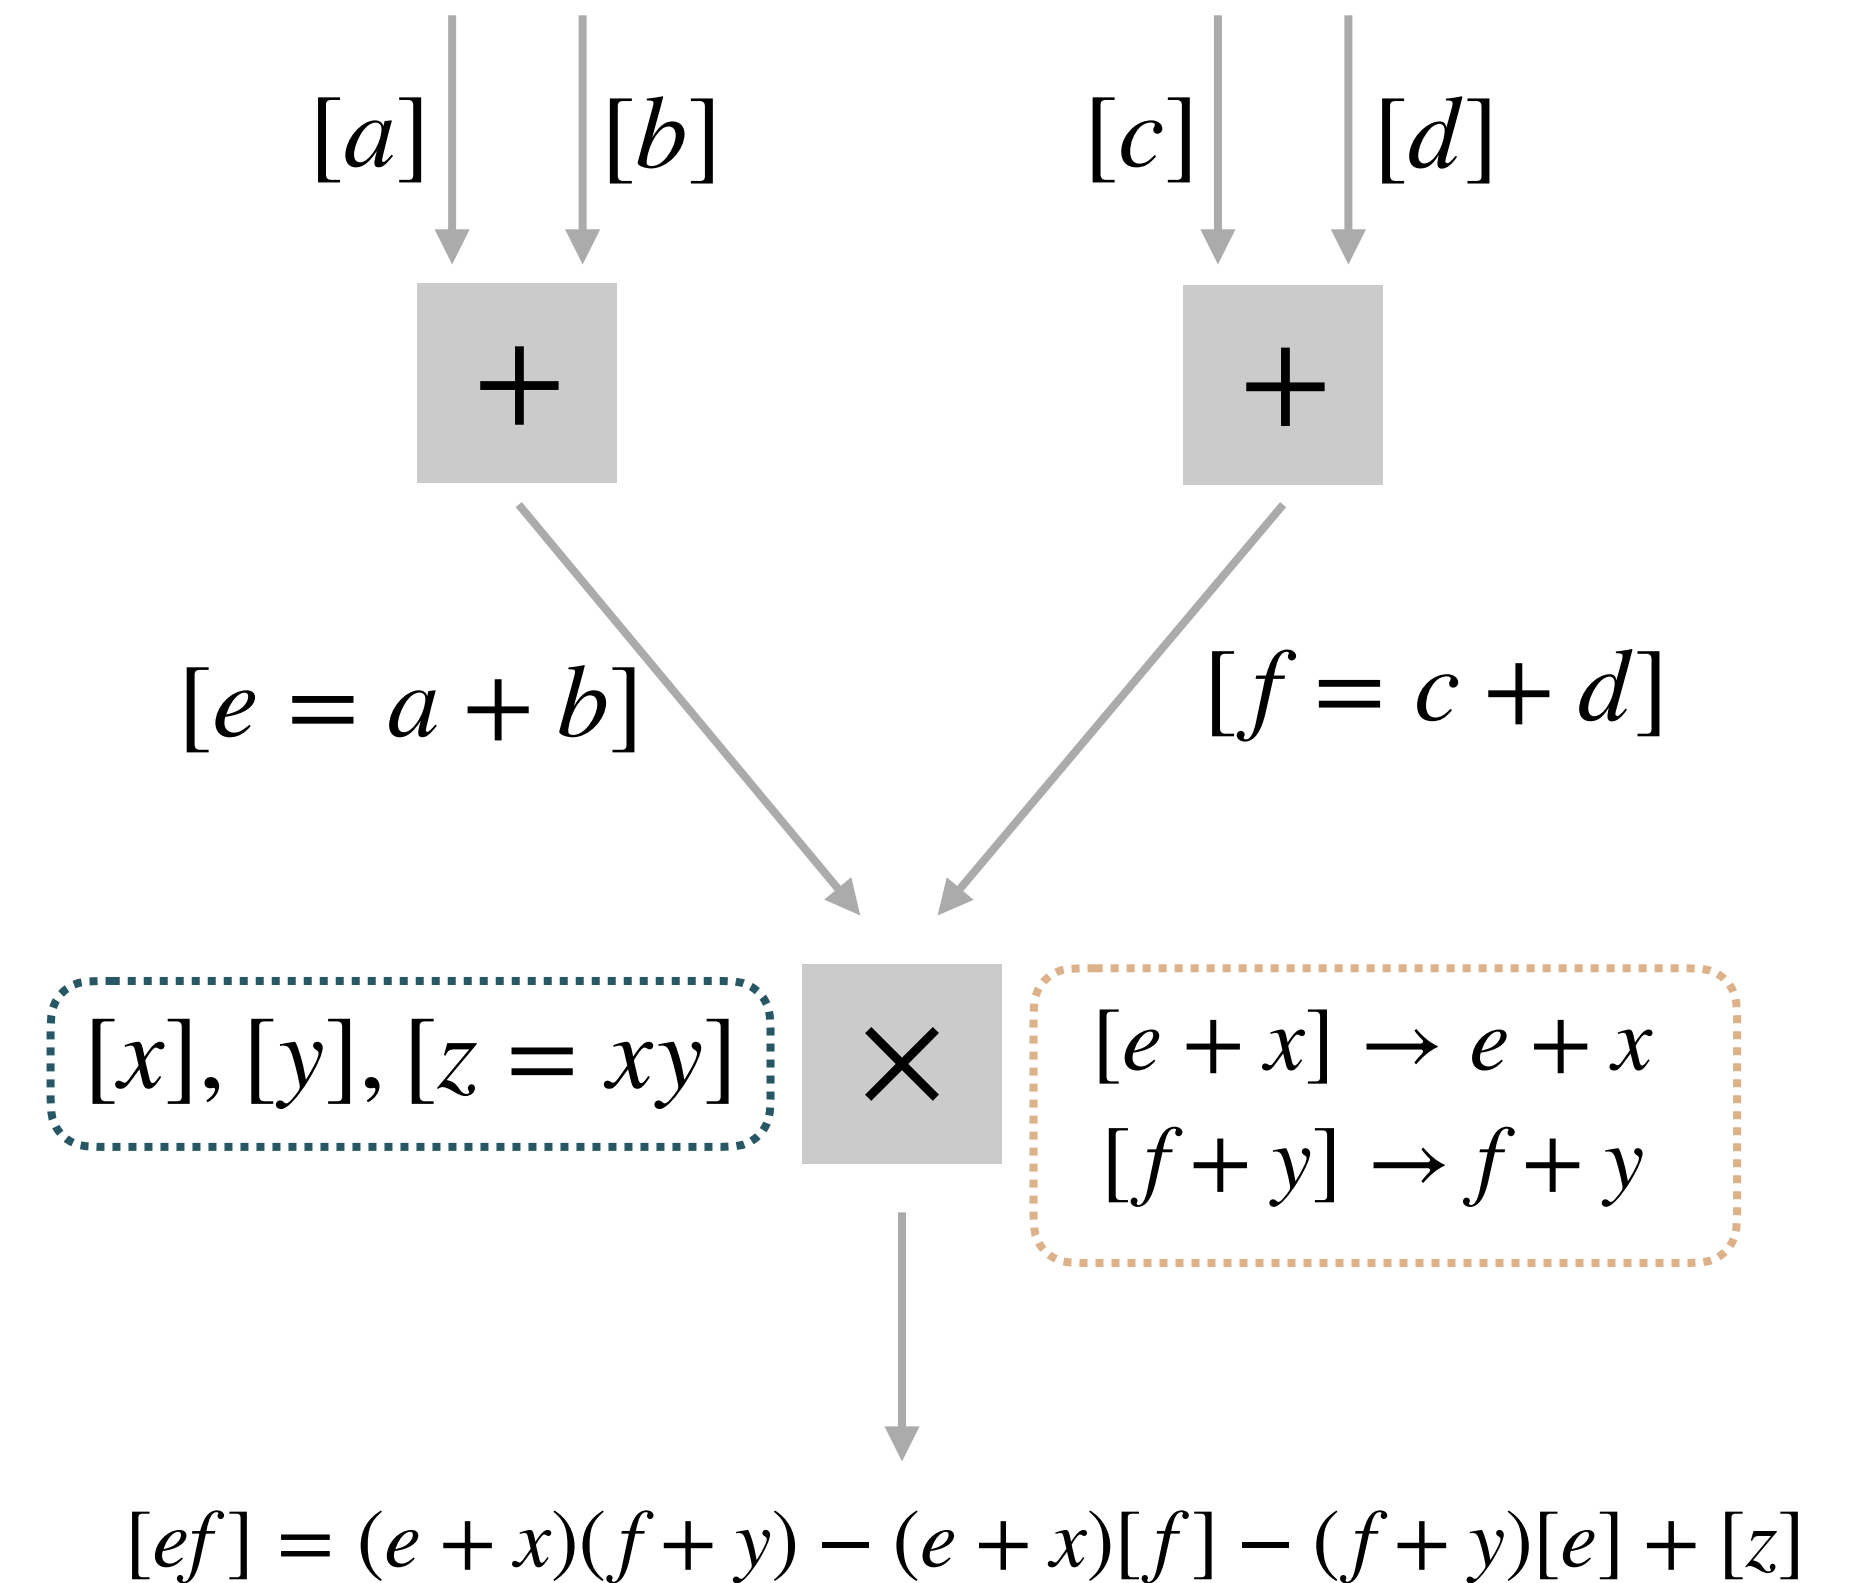 [a] [b] [c] [d]
+ +
[e = a + b] [f = c + d]
[x], [y], [z = xy]
×
[e + x] → e + x
[f + y] → f + y
[ef] = (e + x)(f + y) − (e + x)[f] − (f + y)[e] + [z]